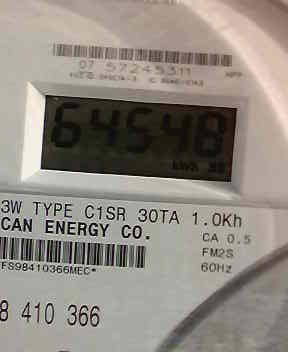 07 57245311
64548
kWh
3W TYPE C1SR 30TA 1.0Kh
CAN ENERGY CO.
CA 0.5
FM2S
FS98410366MEC*
60Hz
8 410 366